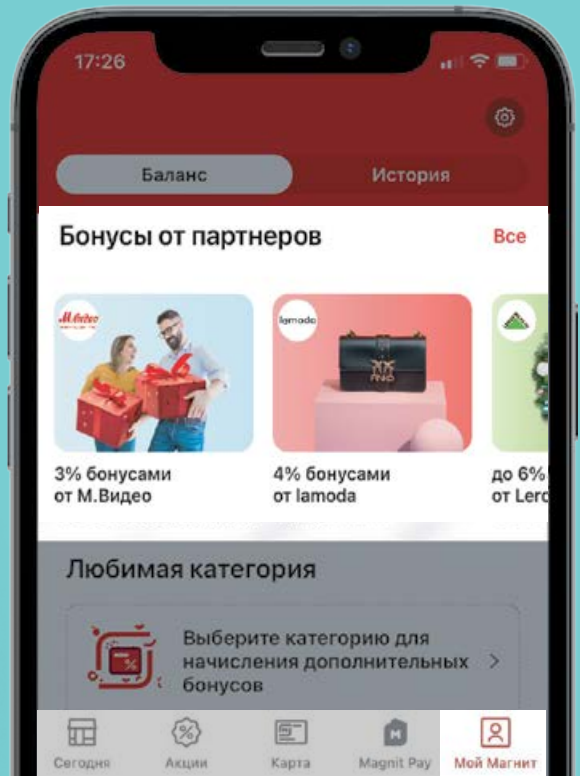 17:26
Баланс
История
Бонусы от партнеров
Все
М.Видео
lamoda
3% бонусами
от М.Видео
4% бонусами
от lamoda
до 6%
от Lero
Любимая категория
Выберите категорию для
начисления дополнительных
бонусов
Сегодня
Акции
Карта
Magnit Pay
Мой Магнит